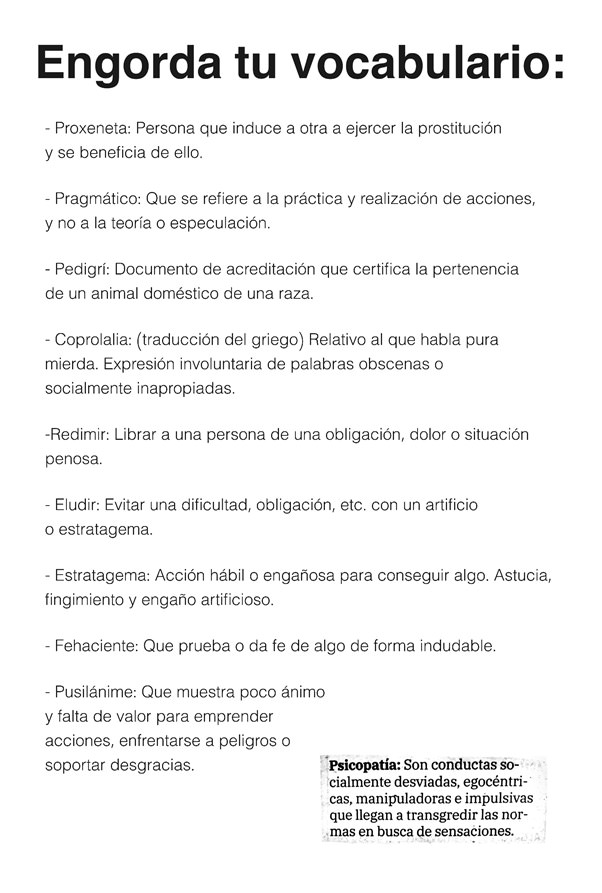 Engorda tu vocabulario:
- Proxeneta: Persona que induce a otra a ejercer la prostitución
y se beneficia de ello.
- Pragmático: Que se refiere a la práctica y realización de acciones,
y no a la teoría o especulación.
- Pedigrí: Documento de acreditación que certifica la pertenencia
de un animal doméstico de una raza.
- Coprolalia: (traducción del griego) Relativo al que habla pura
mierda. Expresión involuntaria de palabras obscenas o
socialmente inapropiadas.
-Redimir: Librar a una persona de una obligación, dolor o situación
penosa.
- Eludir: Evitar una dificultad, obligación, etc. con un artificio
o estratagema.
- Estratagema: Acción hábil o engañosa para conseguir algo. Astucia,
fingimiento y engaño artificioso.
- Fehaciente: Que prueba o da fe de algo de forma indudable.
- Pusilánime: Que muestra poco ánimo
y falta de valor para emprender
acciones, enfrentarse a peligros o
soportar desgracias.
Psicopatía: Son conductas so-
cialmente desviadas, egocéntri-
cas, manipuladoras e impulsivas
que llegan a transgredir las nor-
mas en busca de sensaciones.